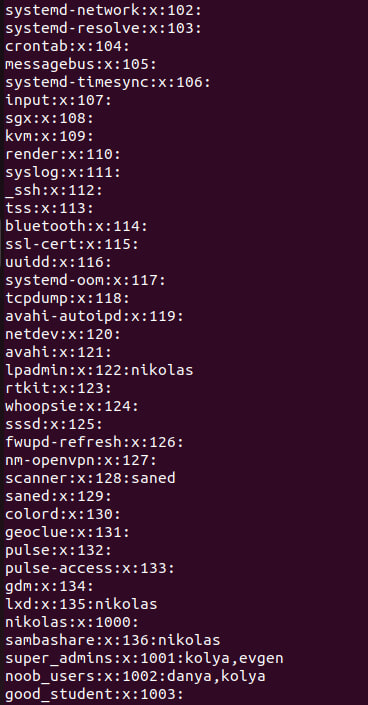 systemd-network:x:102:
systemd-resolve:x:103:
crontab:x:104:
messagebus:x:105:
systemd-timesync:x:106:
input:x:107:
sgx:x:108:
kvm:x:109:
render:x:110:
syslog:x:111:
_ssh:x:112:
tss:x:113:
bluetooth:x:114:
ssl-cert:x:115:
uuidd:x:116:
systemd-oom:x:117:
tcpdump:x:118:
avahi-autoipd:x:119:
netdev:x:120:
avahi:x:121:
lpadmin:x:122:nikolas
rtkit:x:123:
whoopsie:x:124:
sssd:x:125:
fwupd-refresh:x:126:
nm-openvpn:x:127:
scanner:x:128:saned
saned:x:129:
colord:x:130:
geoclue:x:131:
pulse:x:132:
pulse-access:x:133:
gdm:x:134:
lxd:x:135:nikolas
nikolas:x:1000:
sambashare:x:136:nikolas
super_admins:x:1001:kolya,evgen
noob_users:x:1002:danya,kolya
good_student:x:1003: